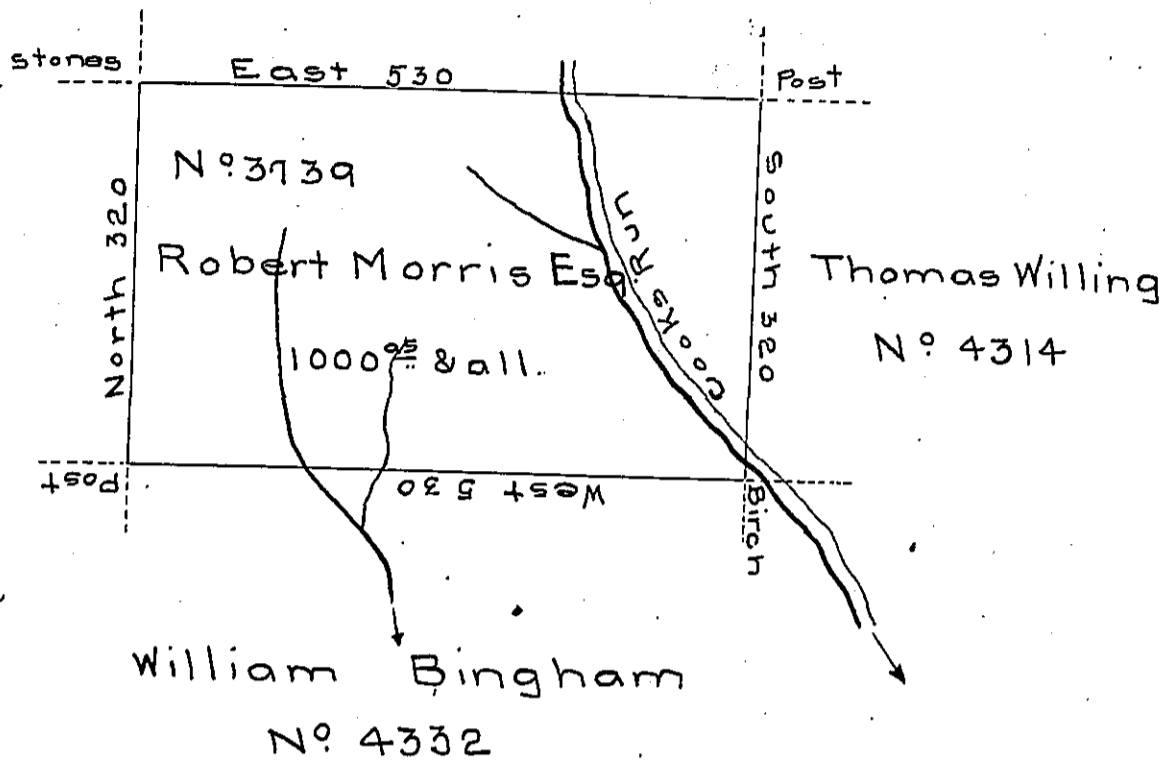 stones
East 530
Post
Nº 3739
North 320
South 320
Robert Morris Esq
Cooks Run
Thomas Willing
1000 & all.
Nº 4314
Post
West 530
Birch
William Bingham
Nº 4332